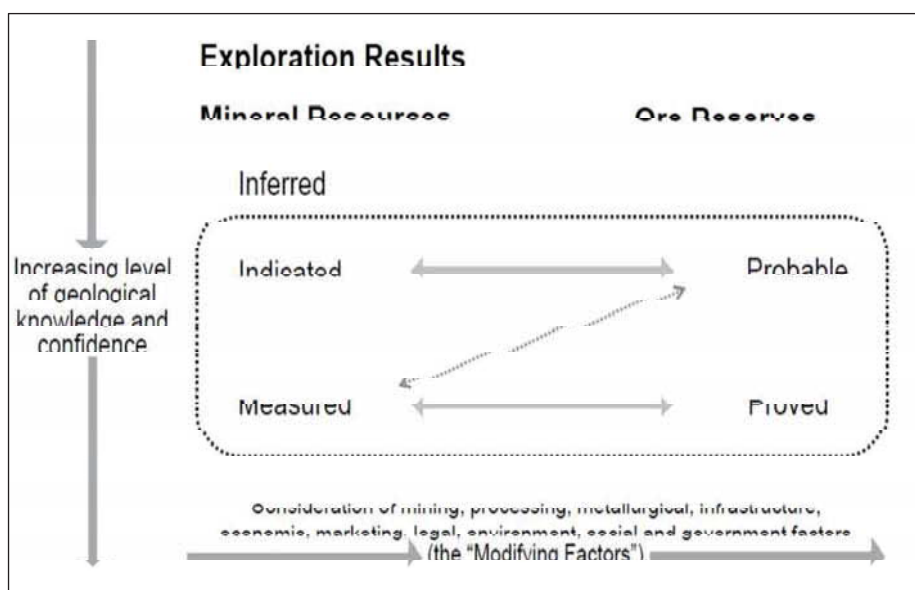 Exploration Results
Mineral Resources Ore Reserves
Inferred
Indicated Probable
Increasing level
of geological
knowledge and
confidence
Measured Proved
Consideration of mining, processing, metallurgical, infrastructure,
economic, marketing, legal, environment, social and government factors
(the "Modifying Factors")